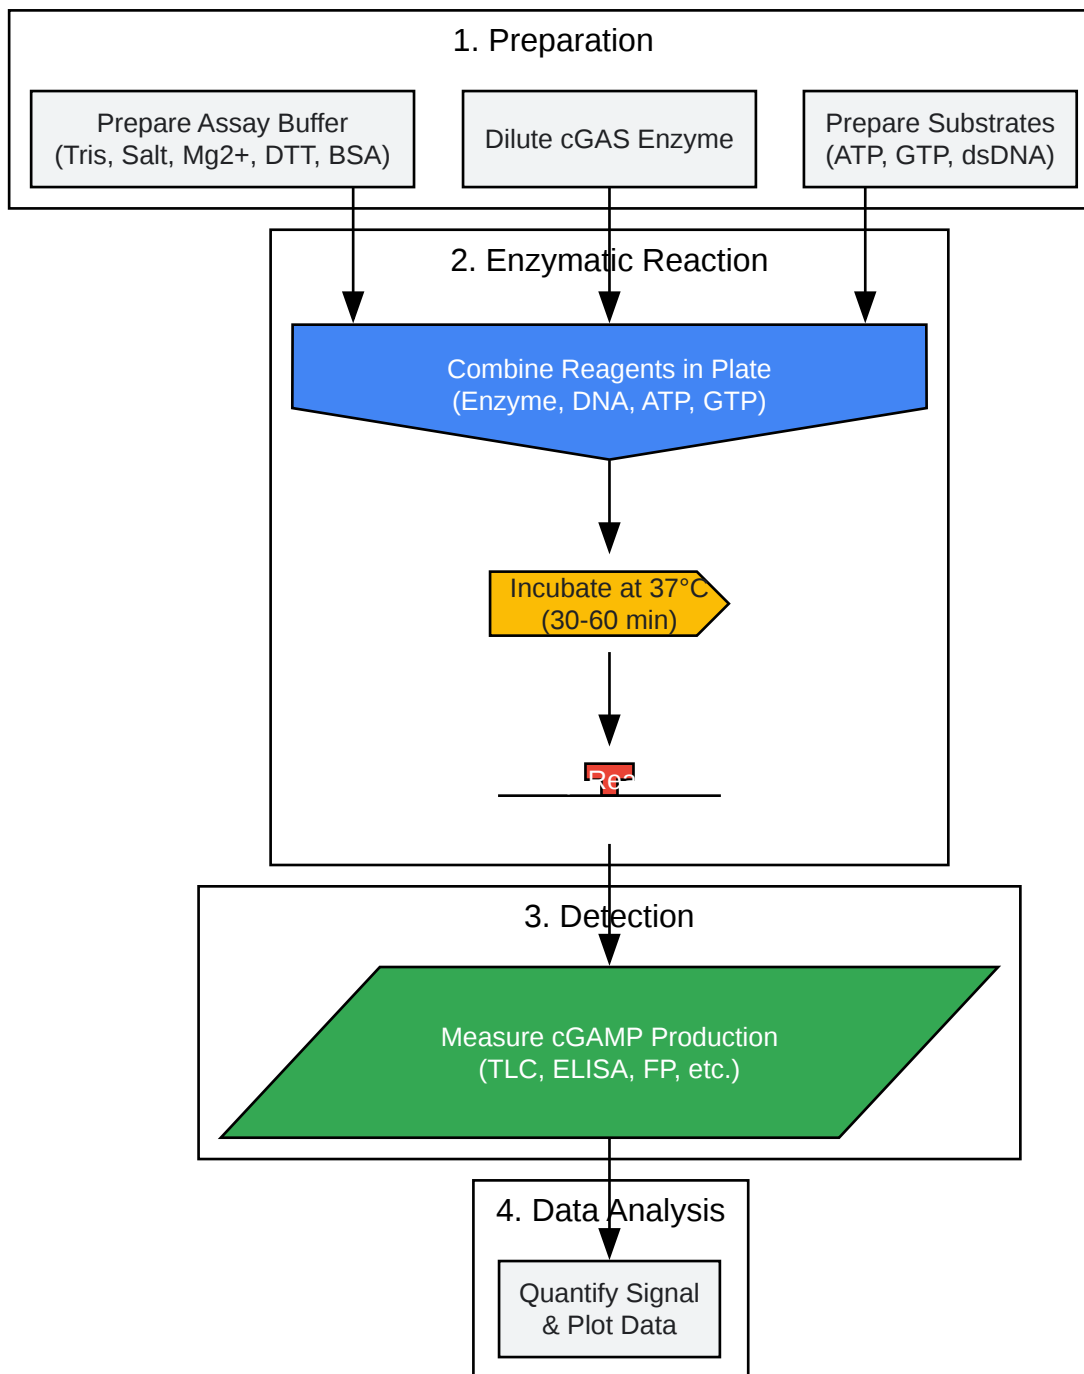 1. Preparation
Prepare Assay Buffer
(Tris, Salt, Mg2+, DTT, BSA)
Dilute cGAS Enzyme
Prepare Substrates
(ATP, GTP, dsDNA)
2. Enzymatic Reaction
Combine Reagents in Plate
(Enzyme, DNA, ATP, GTP)
Incubate at 37°C
(30-60 min)
3. Detection
Measure cGAMP Production
(TLC, ELISA, FP, etc.)
4. Data Analysis
Quantify Signal
& Plot Data